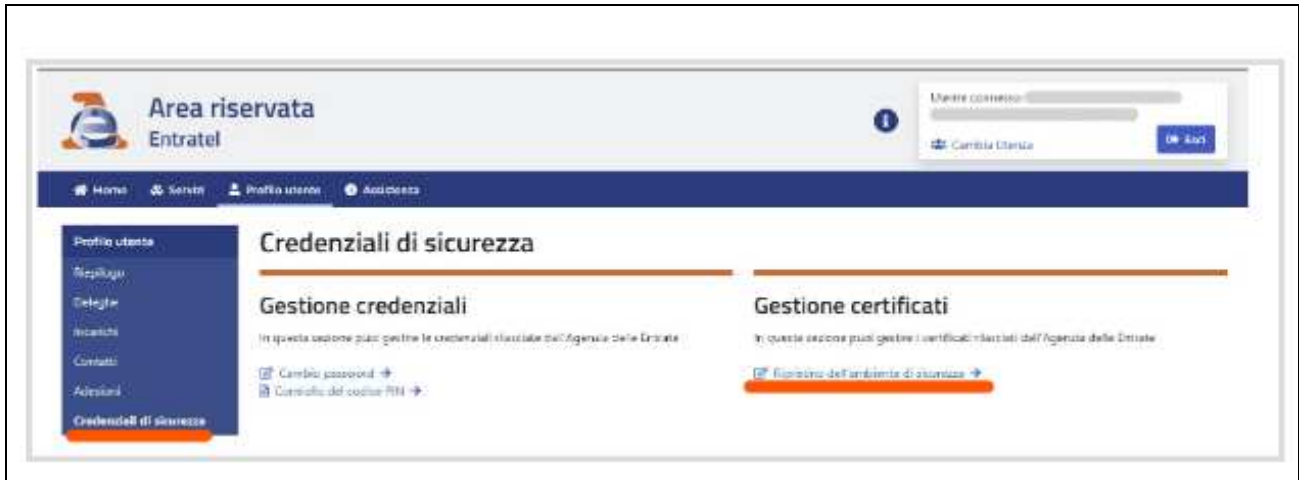 Area riservata
Entratel
Utente connesso
Cambia Utenza
Esci
Home Servizi Profilo utente Assistenza
Profilo utente
Riepilogo
Deleghe
Incarichi
Contatti
Adesioni
Credenziali di sicurezza
Credenziali di sicurezza
Gestione credenziali
In questa sezione puoi gestire le credenziali rilasciate dall'Agenzia delle Entrate
Cambio password
Controllo del codice PIN
Gestione certificati
In questa sezione puoi gestire i certificati rilasciati dall'Agenzia delle Entrate
Ripristino dell'ambiente di sicurezza